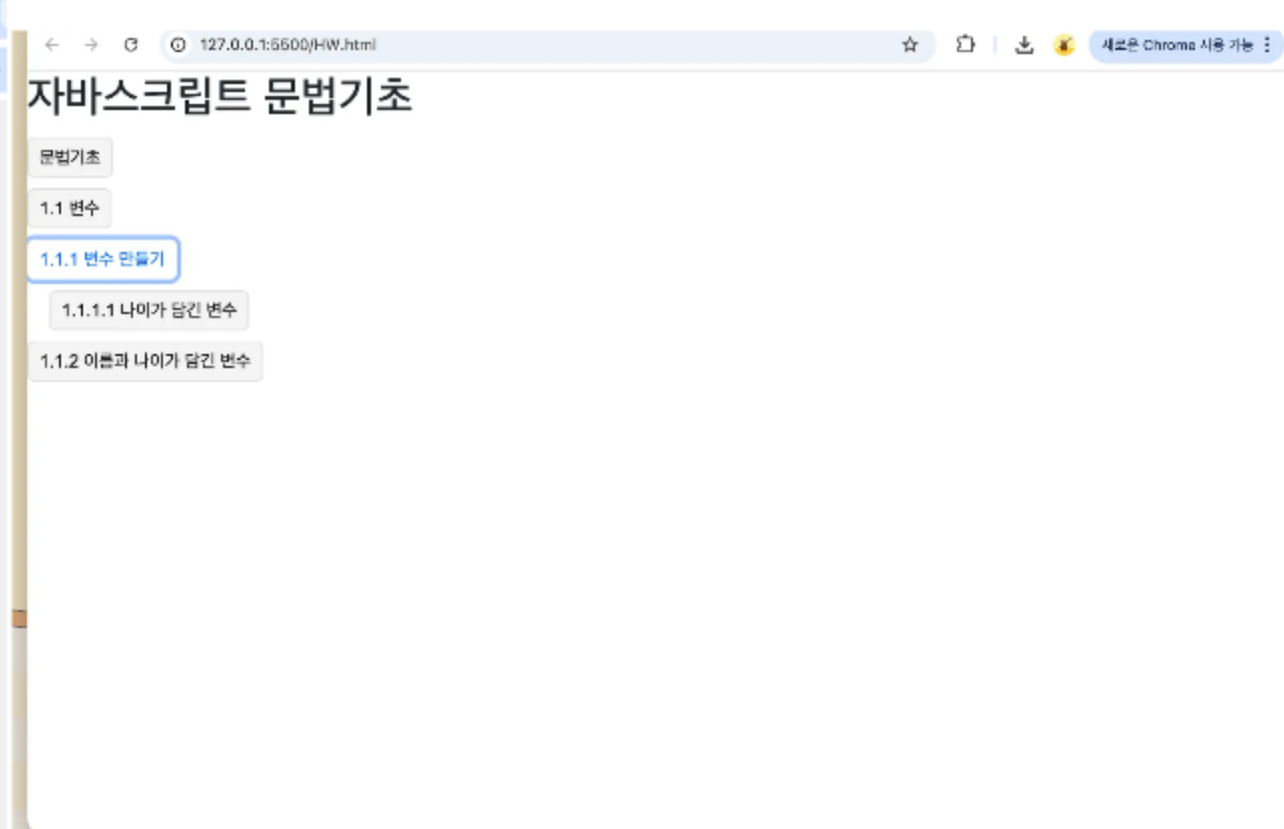 127.0.0.1:5500/HW.html
새로운 Chrome 사용 가능
자바스크립트 문법기초
문법기초
1.1 변수
1.1.1 변수 만들기
1.1.1.1 나이가 담긴 변수
1.1.2 이름과 나이가 담긴 변수